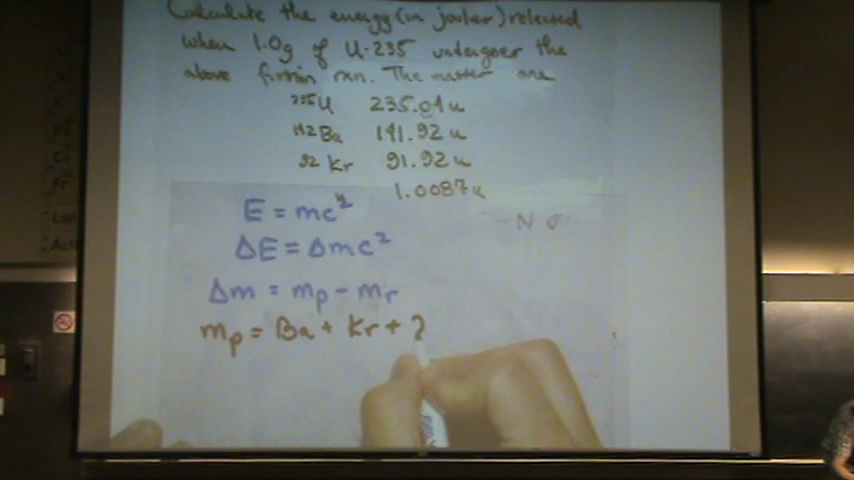 Calculate the energy (in joules) released
when 1.0g of U-235 undergoes the
above fission rxn. The masses are
²³⁵U 235.04u
¹⁴²Ba 141.92u
⁹²Kr 91.92u
1.0087u
E = mc²
N O
ΔE = Δmc²
Δm = mp - mr
mp = Ba + Kr + ?